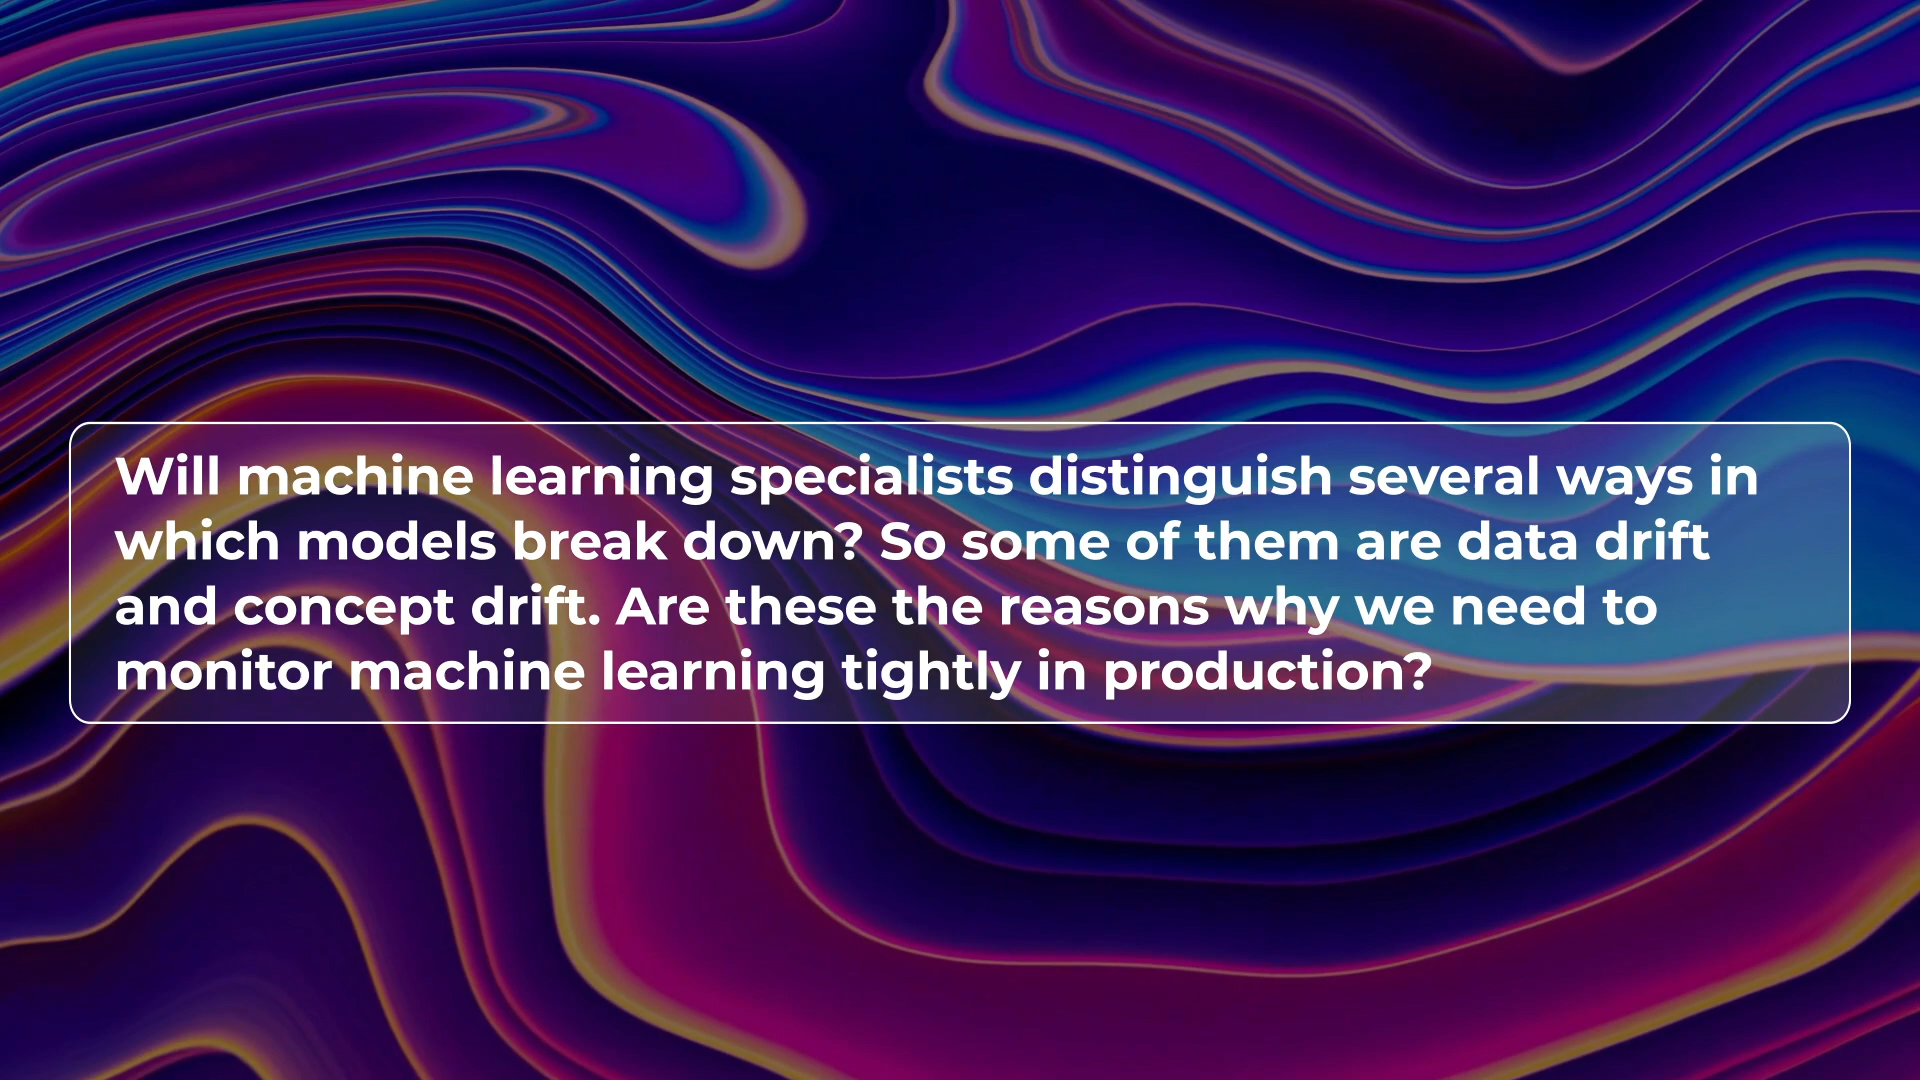 Will machine learning specialists distinguish several ways in
which models break down? So some of them are data drift
and concept drift. Are these the reasons why we need to
monitor machine learning tightly in production?